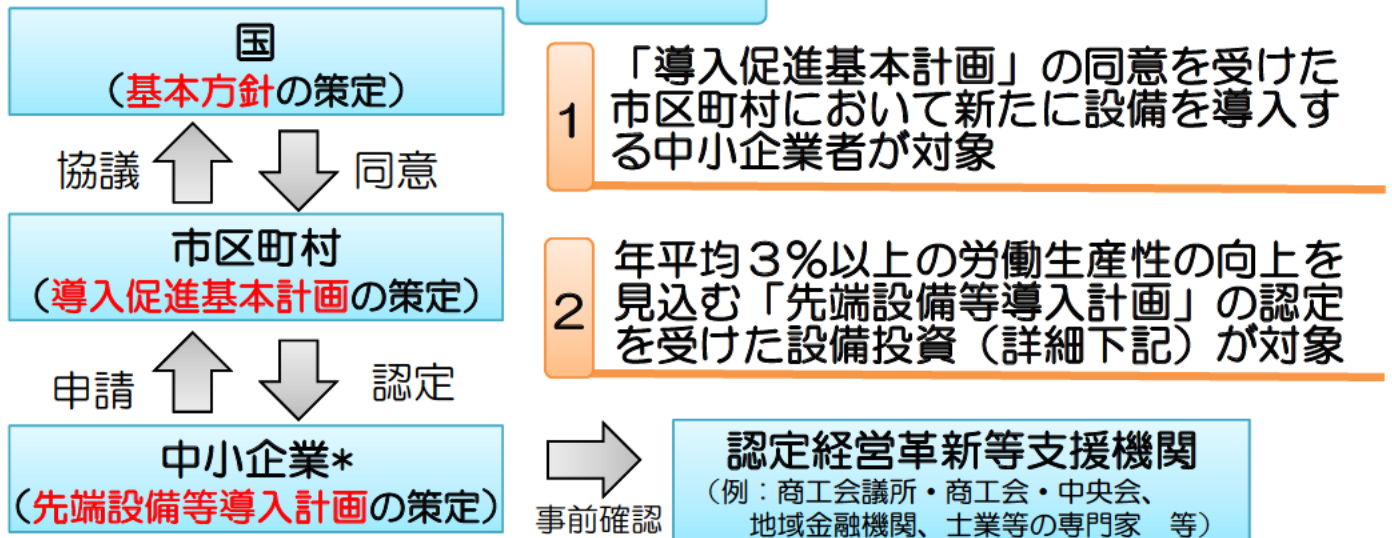 国
(基本方針の策定)
協議
同意
市区町村
(導入促進基本計画の策定)
申請
認定
中小企業*
(先端設備等導入計画の策定)
事前確認
1
「導入促進基本計画」の同意を受けた
市区町村において新たに設備を導入す
る中小企業者が対象
2
年平均3%以上の労働生産性の向上を
見込む「先端設備等導入計画」の認定
を受けた設備投資(詳細下記)が対象
認定経営革新等支援機関
(例:商工会議所・商工会・中央会、
地域金融機関、士業等の専門家 等)